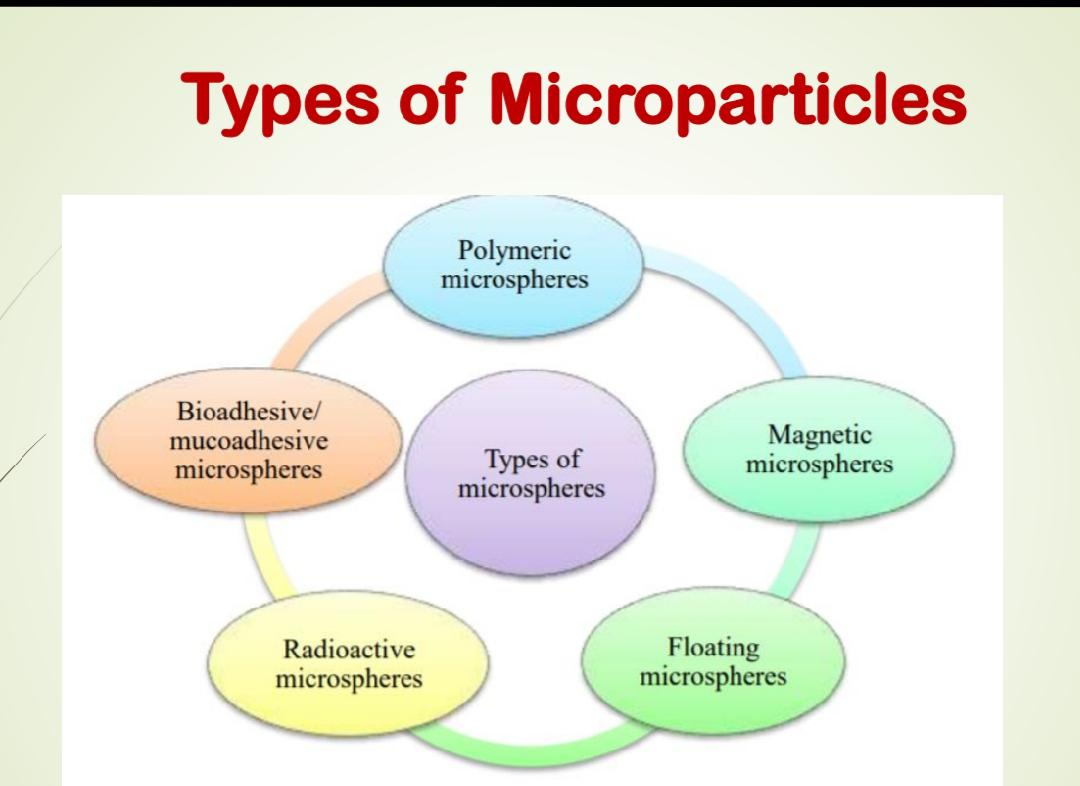 Types of Microparticles
Polymeric
microspheres
Bioadhesive/
mucoadhesive
microspheres
Types of
microspheres
Magnetic
microspheres
Radioactive
microspheres
Floating
microspheres